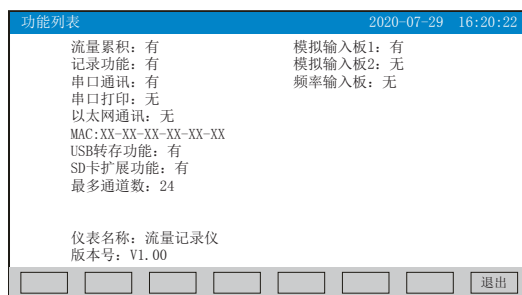 功能列表 2020-07-29 16:20:22
流量累积：有 模拟输入板1：有
记录功能：有 模拟输入板2：无
串口通讯：有 频率输入板：无
串口打印：无
以太网通讯：无
MAC:XX-XX-XX-XX-XX-XX
USB转存功能：有
SD卡扩展功能：有
最多通道数：24
仪表名称：流量记录仪
版本号：V1.00
退出